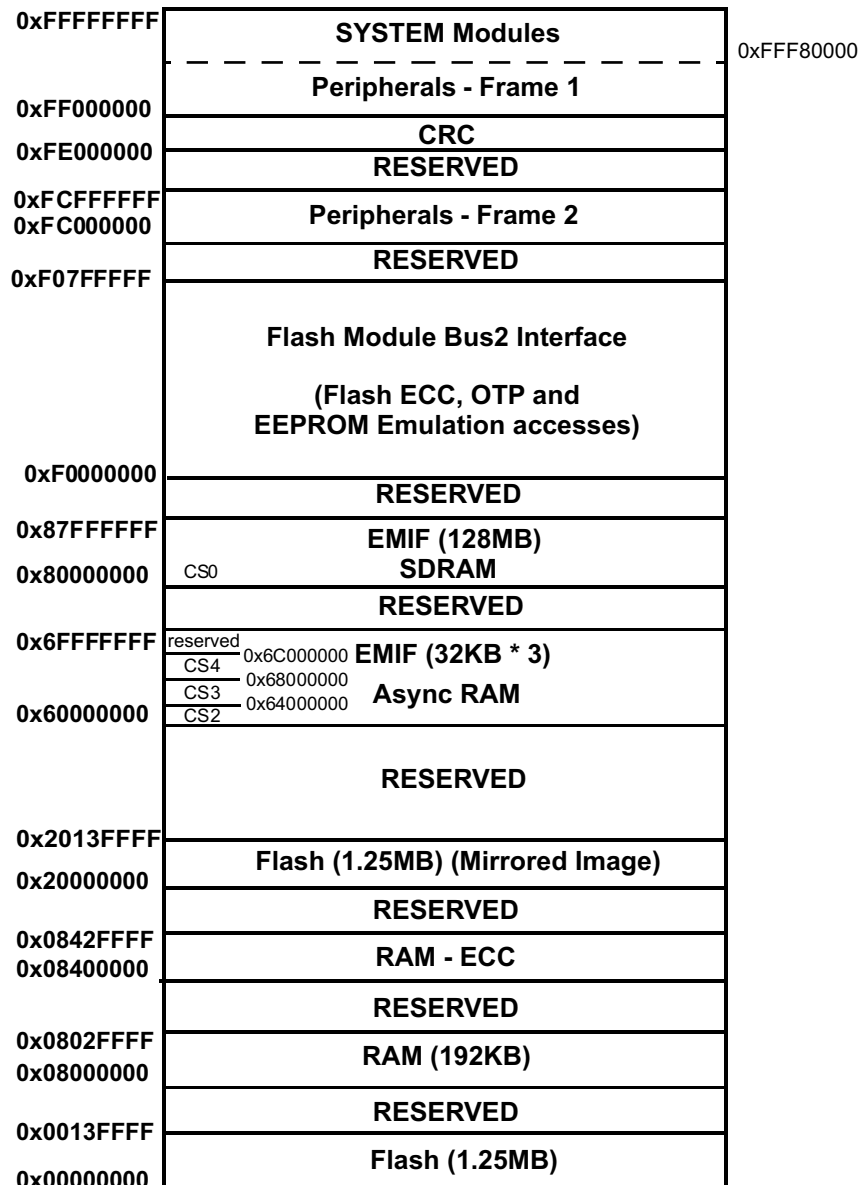 0xFFFFFFFF
SYSTEM Modules
0xFFF80000
Peripherals - Frame 1
0xFF000000
CRC
0xFE000000
RESERVED
0xFCFFFFFF
0xFC000000
Peripherals - Frame 2
RESERVED
0xF07FFFFF
Flash Module Bus2 Interface
(Flash ECC, OTP and
EEPROM Emulation accesses)
0xF0000000
RESERVED
0x87FFFFFF
EMIF (128MB)
0x80000000 CS0 SDRAM
RESERVED
0x6FFFFFFF reserved
0x6C000000 EMIF (32KB * 3)
CS4
0x68000000
CS3 Async RAM
0x64000000
0x60000000 CS2
RESERVED
0x2013FFFF
Flash (1.25MB) (Mirrored Image)
0x20000000
RESERVED
0x0842FFFF
RAM - ECC
0x08400000
RESERVED
0x0802FFFF
RAM (192KB)
0x08000000
RESERVED
0x0013FFFF
Flash (1.25MB)
0x00000000